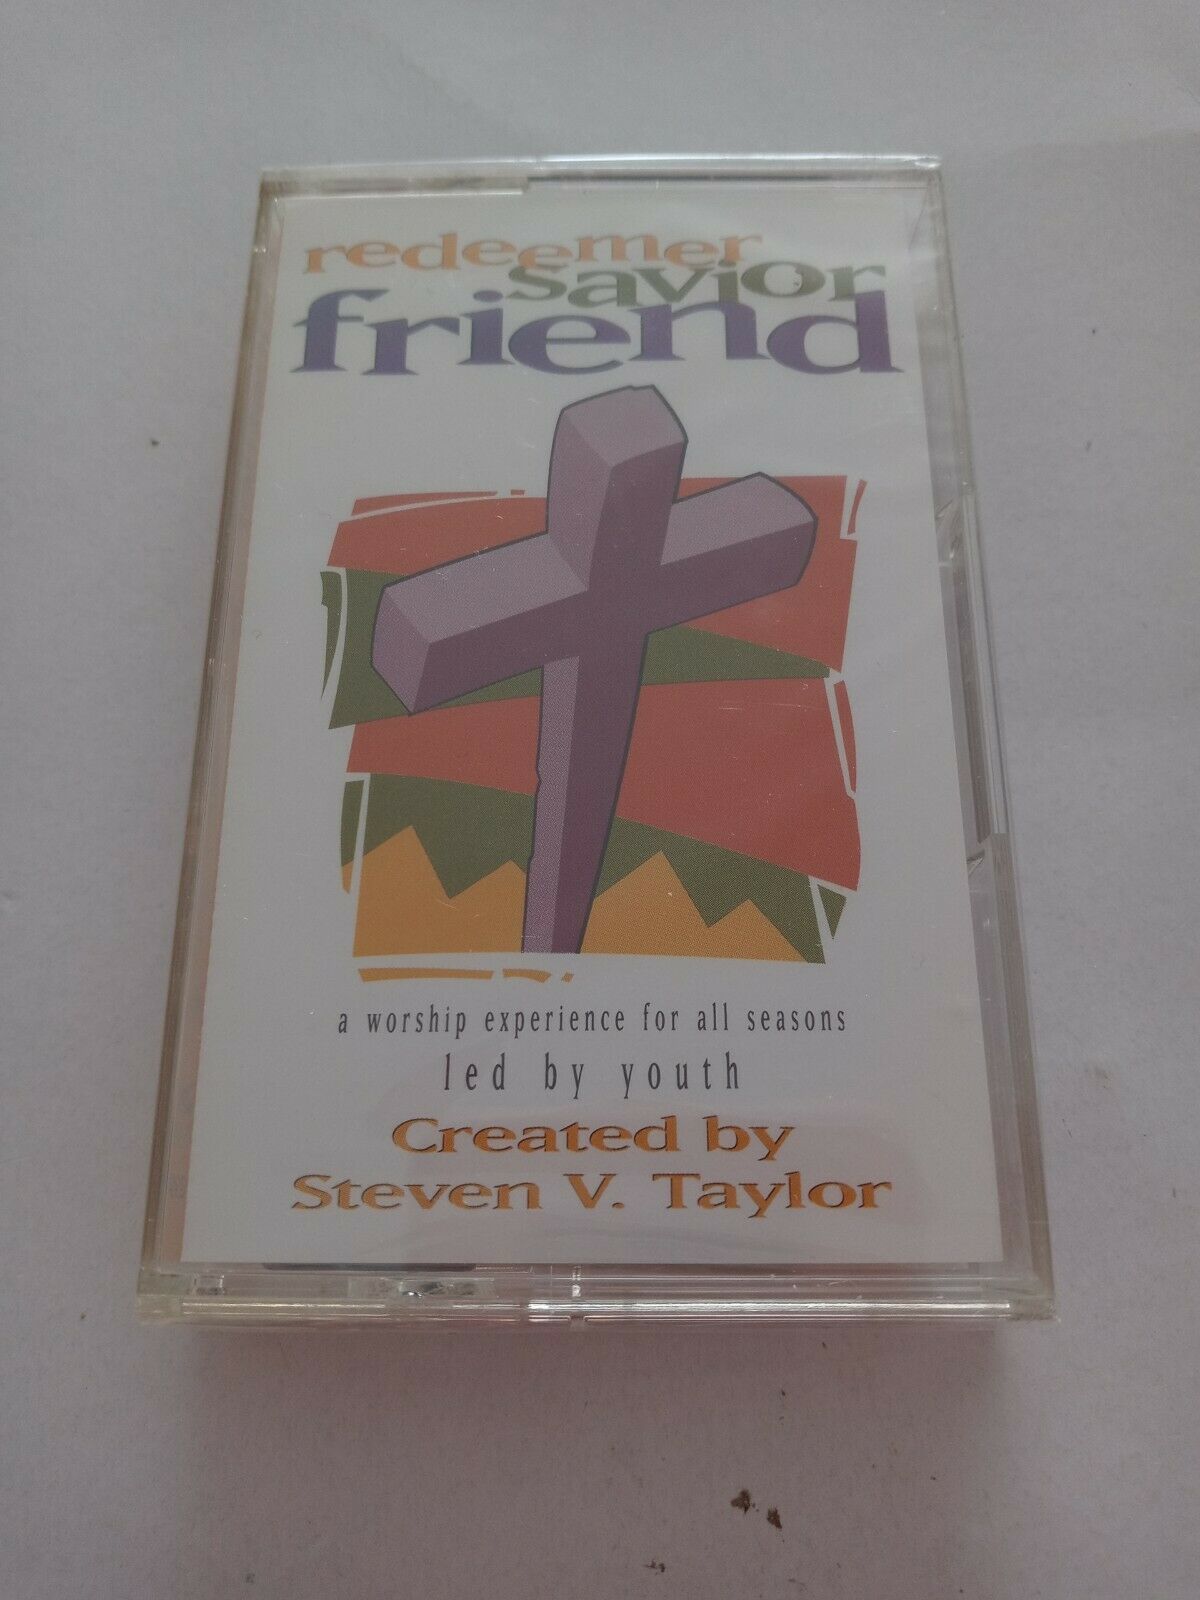 redeemer
savior
friend
a worship experience for all seasons
led by youth
Created by
Steven V. Taylor